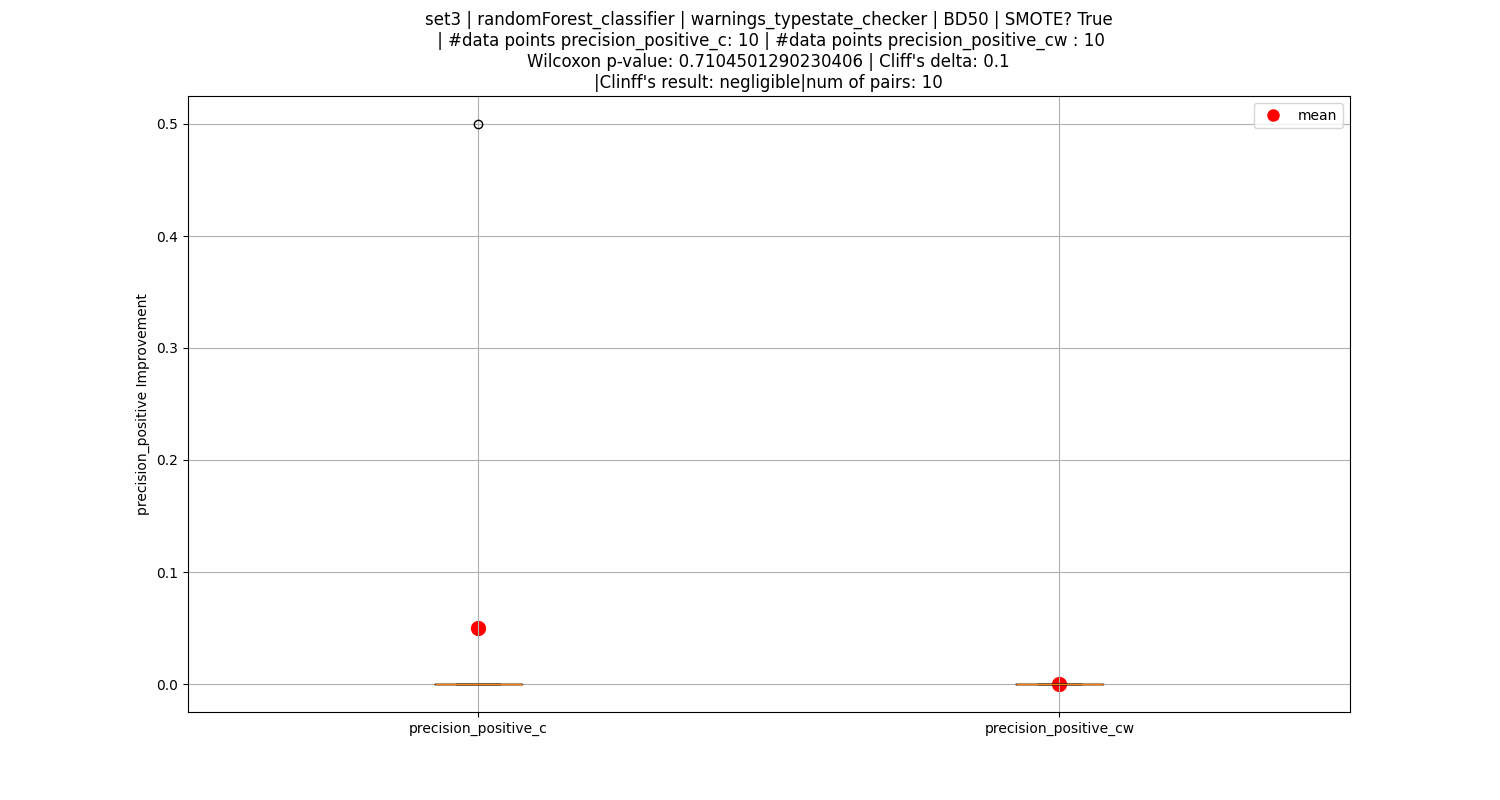 set3 | randomForest_classifier | warnings_typestate_checker | BD50 | SMOTE? True
| #data points precision_positive_c: 10 | #data points precision_positive_cw : 10
Wilcoxon p-value: 0.7104501290230406 | Cliff's delta: 0.1
|Clinff's result: negligible|num of pairs: 10
mean
precision_positive Improvement
0.5
0.4
0.3
0.2
0.1
0.0
precision_positive_c
precision_positive_cw